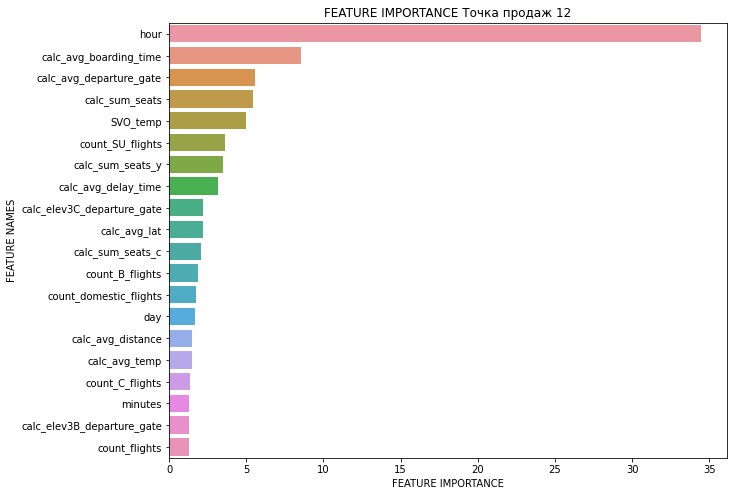 FEATURE IMPORTANCE Точка продаж 12
hour
calc_avg_boarding_time
calc_avg_departure_gate
calc_sum_seats
SVO_temp
count_SU_flights
calc_sum_seats_y
calc_avg_delay_time
calc_elev3C_departure_gate
calc_avg_lat
calc_sum_seats_c
count_B_flights
count_domestic_flights
day
calc_avg_distance
calc_avg_temp
count_C_flights
minutes
calc_elev3B_departure_gate
count_flights
FEATURE NAMES
0 5 10 15 20 25 30 35
FEATURE IMPORTANCE